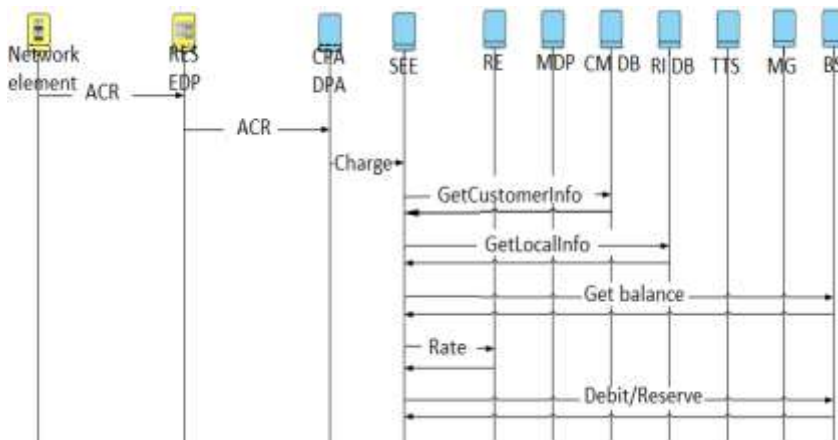 Network
element
RES
EDP
CPA
DPA
SEE
RE
MDP
CM DB
RI DB
TTS
MG
BS
ACR
ACR
Charge
GetCustomerInfo
GetLocalInfo
Get balance
Rate
Debit/Reserve